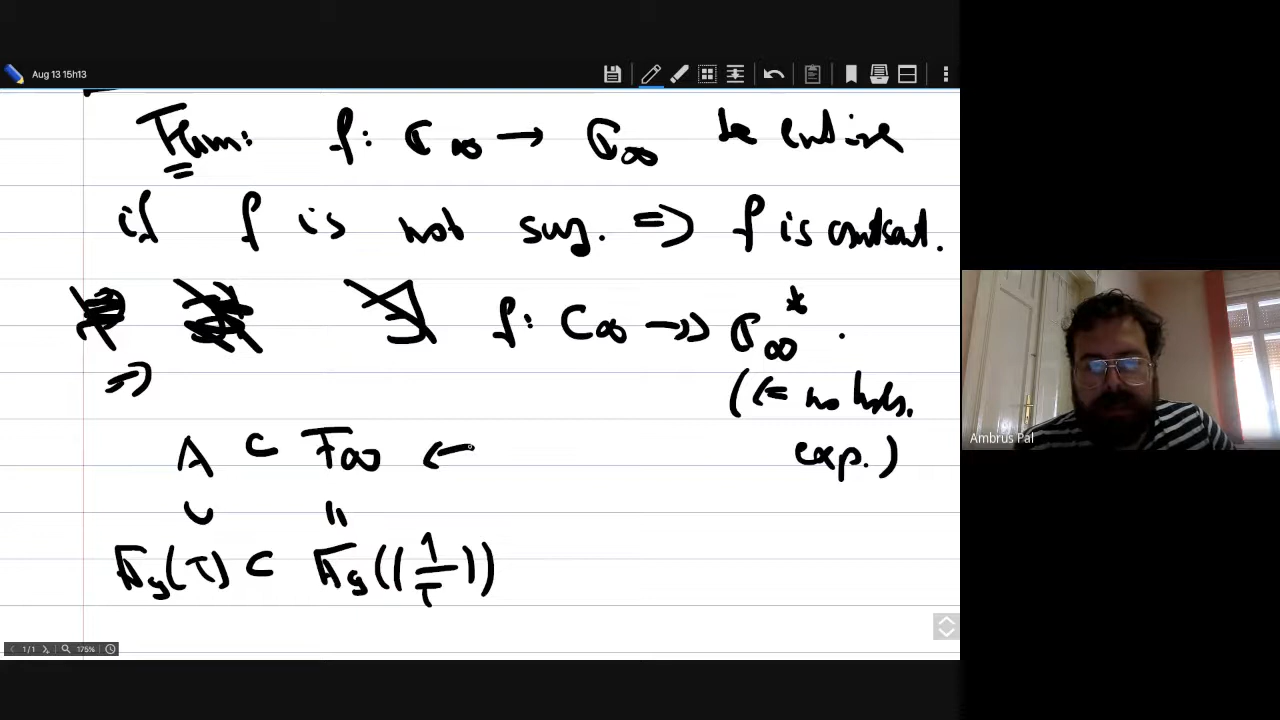 Aug 13 15h13
Thm: f: ℂ∞ → ℂ∞ be entire
if f is not surj. => f is constant.
f: ℂ∞ ->> ℂ∞* .
=>
(<= no hol.
exp.)
A ⊂ F∞ ←
∪ =
𝔽q(T) ⊂ 𝔽q((1/T))
Ambrus Pal
1/1 175%